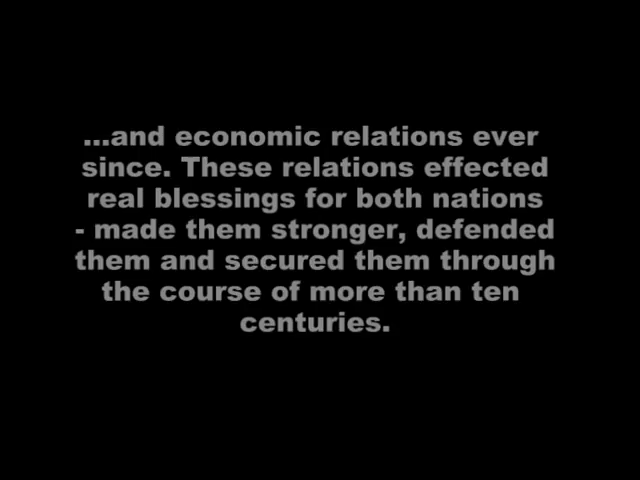 ...and economic relations ever
since. These relations effected
real blessings for both nations
- made them stronger, defended
them and secured them through
the course of more than ten
centuries.